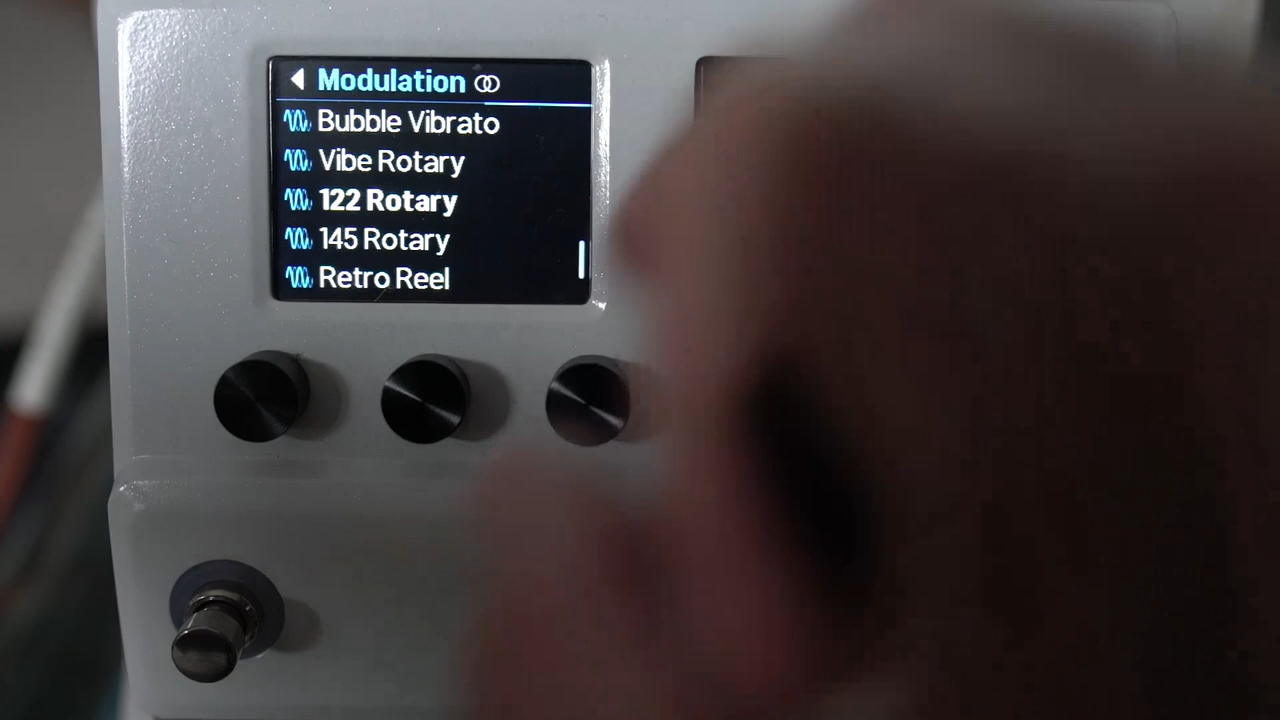 Modulation
Bubble Vibrato
Vibe Rotary
122 Rotary
145 Rotary
Retro Reel